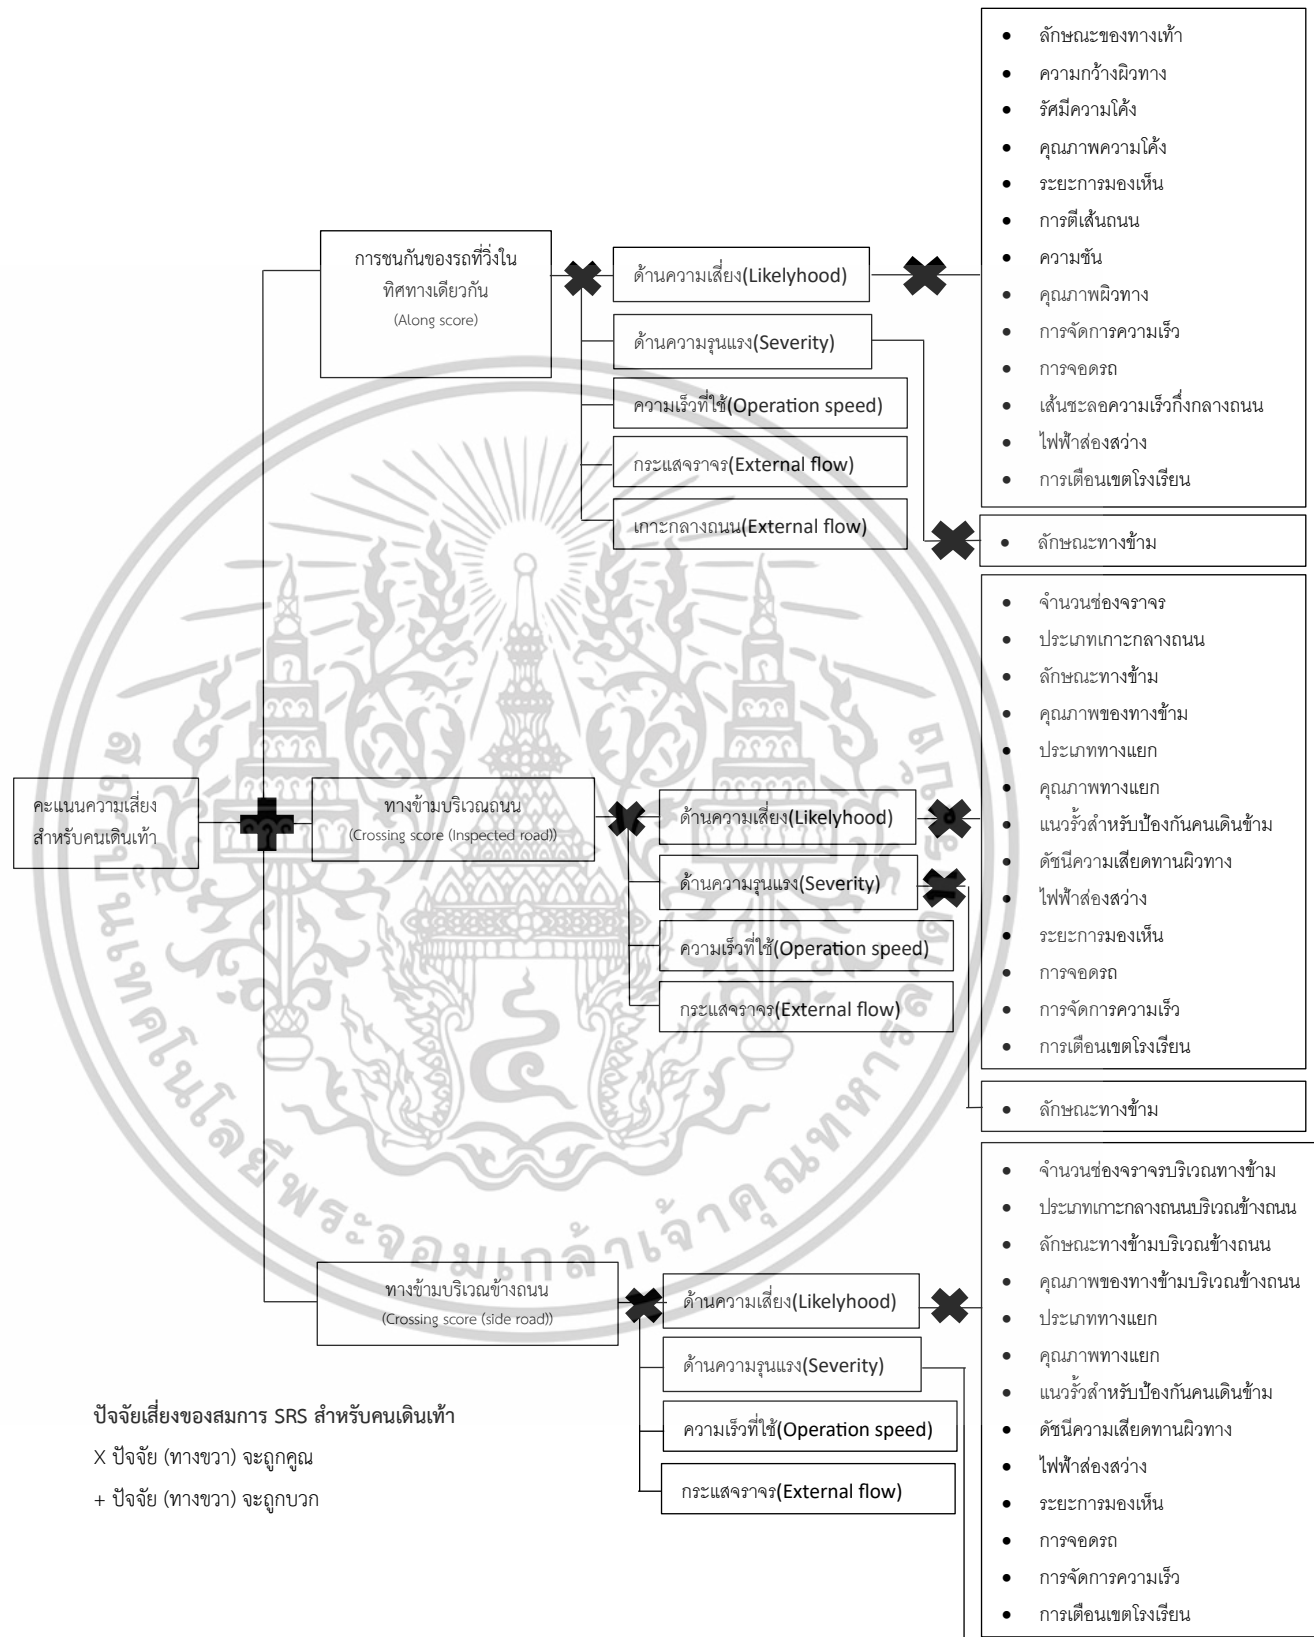 คะแนนความเสี่ยง
สำหรับคนเดินเท้า
การชนกันของรถที่วิ่งใน
ทิศทางเดียวกัน
(Along score)
ด้านความเสี่ยง(Likelyhood)
ด้านความรุนแรง(Severity)
ความเร็วที่ใช้(Operation speed)
กระแสจราจร(External flow)
เกาะกลางถนน(External flow)
• ลักษณะของทางเท้า
• ความกว้างผิวทาง
• รัศมีความโค้ง
• คุณภาพความโค้ง
• ระยะการมองเห็น
• การตีเส้นถนน
• ความชัน
• คุณภาพผิวทาง
• การจัดการความเร็ว
• การจอดรถ
• เส้นชะลอความเร็วกึ่งกลางถนน
• ไฟฟ้าส่องสว่าง
• การเตือนเขตโรงเรียน
• ลักษณะทางข้าม
ทางข้ามบริเวณถนน
(Crossing score (Inspected road))
ด้านความเสี่ยง(Likelyhood)
ด้านความรุนแรง(Severity)
ความเร็วที่ใช้(Operation speed)
กระแสจราจร(External flow)
• จำนวนช่องจราจร
• ประเภทเกาะกลางถนน
• ลักษณะทางข้าม
• คุณภาพของทางข้าม
• ประเภททางแยก
• คุณภาพทางแยก
• แนวรั้วสำหรับป้องกันคนเดินข้าม
• ดัชนีความเสียดทานผิวทาง
• ไฟฟ้าส่องสว่าง
• ระยะการมองเห็น
• การจอดรถ
• การจัดการความเร็ว
• การเตือนเขตโรงเรียน
• ลักษณะทางข้าม
ทางข้ามบริเวณข้างถนน
(Crossing score (side road))
ด้านความเสี่ยง(Likelyhood)
ด้านความรุนแรง(Severity)
ความเร็วที่ใช้(Operation speed)
กระแสจราจร(External flow)
• จำนวนช่องจราจรบริเวณทางข้าม
• ประเภทเกาะกลางถนนบริเวณข้างถนน
• ลักษณะทางข้ามบริเวณข้างถนน
• คุณภาพของทางข้ามบริเวณข้างถนน
• ประเภททางแยก
• คุณภาพทางแยก
• แนวรั้วสำหรับป้องกันคนเดินข้าม
• ดัชนีความเสียดทานผิวทาง
• ไฟฟ้าส่องสว่าง
• ระยะการมองเห็น
• การจอดรถ
• การจัดการความเร็ว
• การเตือนเขตโรงเรียน
ปัจจัยเสี่ยงของสมการ SRS สำหรับคนเดินเท้า
X ปัจจัย (ทางขวา) จะถูกคูณ
+ ปัจจัย (ทางขวา) จะถูกบวก
สถาบันเทคโนโลยีพระจอมเกล้าเจ้าคุณทหารลาดกระบัง